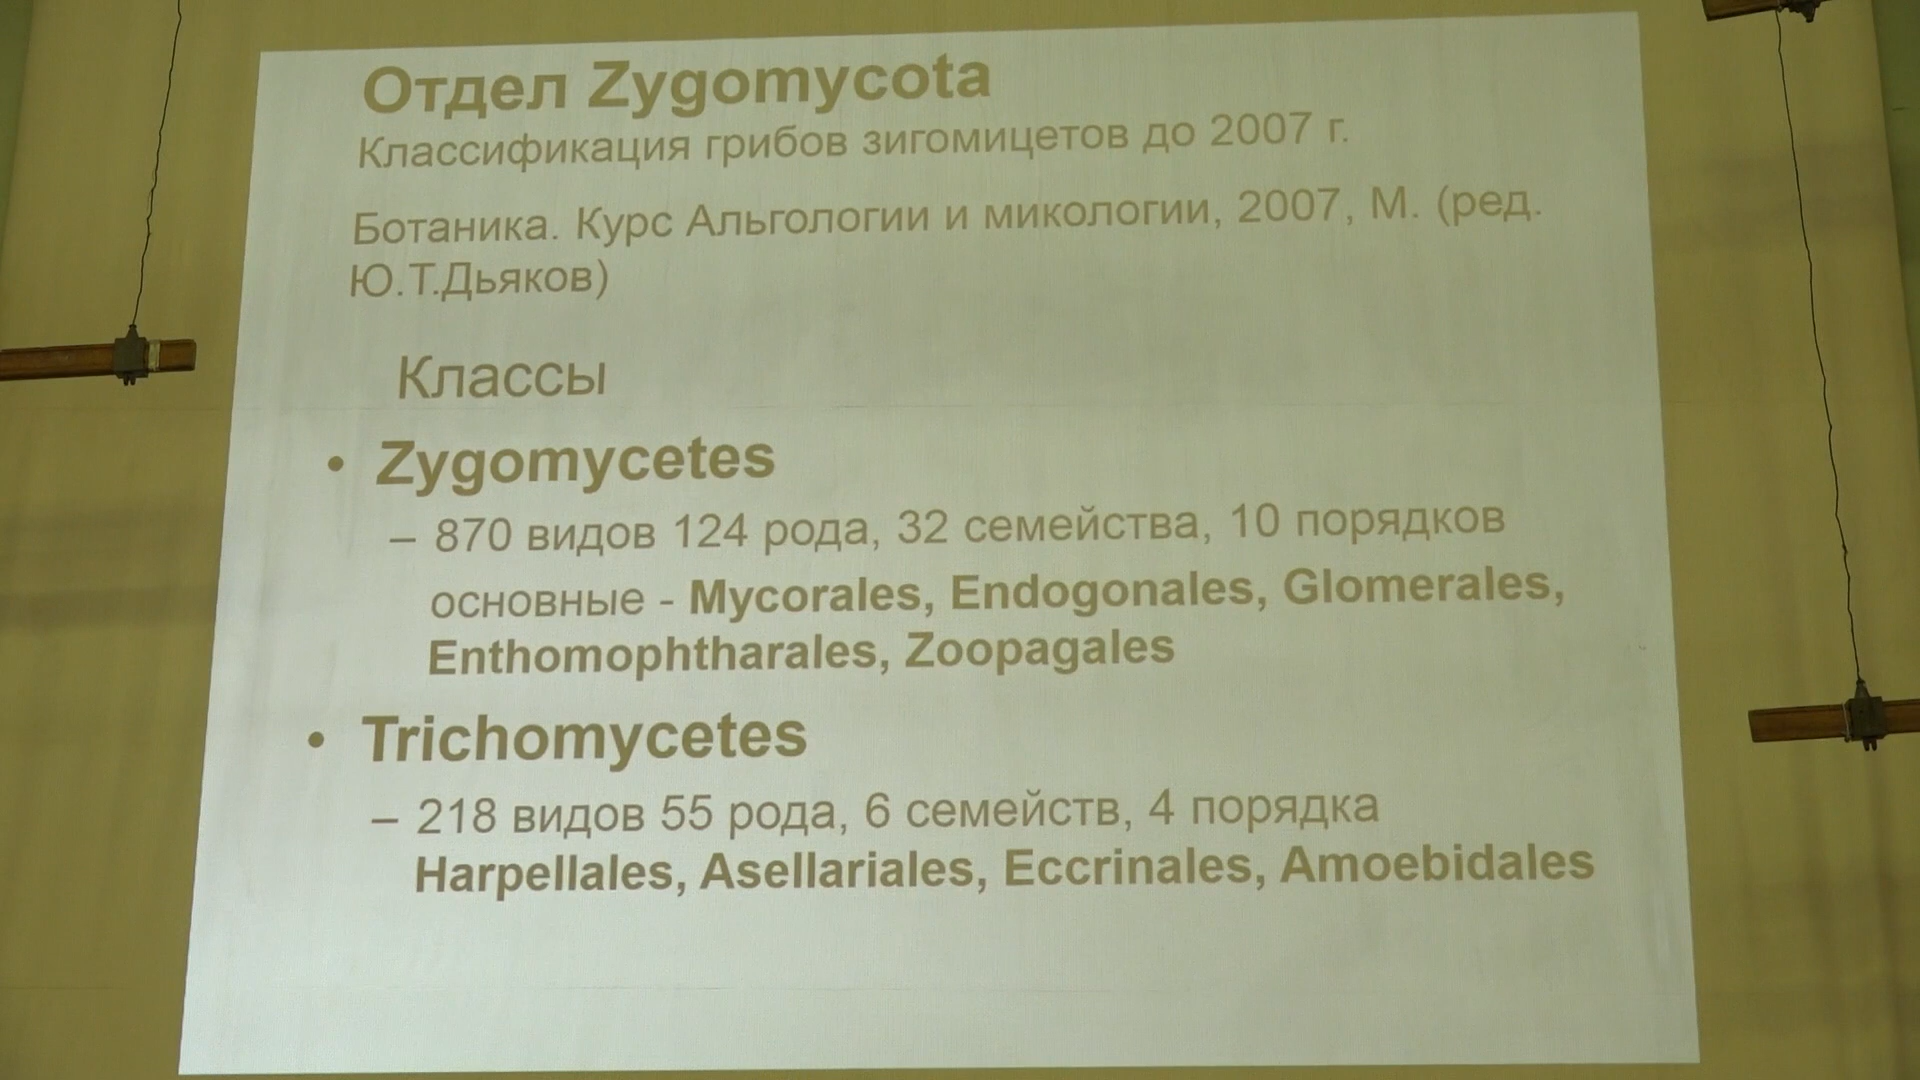 Отдел Zygomycota
Классификация грибов зигомицетов до 2007 г.
Ботаника. Курс Альгологии и микологии, 2007, М. (ред.
Ю.Т.Дьяков)
Классы
• Zygomycetes
– 870 видов 124 рода, 32 семейства, 10 порядков
основные - Mycorales, Endogonales, Glomerales,
Enthomophtharales, Zoopagales
• Trichomycetes
– 218 видов 55 рода, 6 семейств, 4 порядка
Harpellales, Asellariales, Eccrinales, Amoebidales